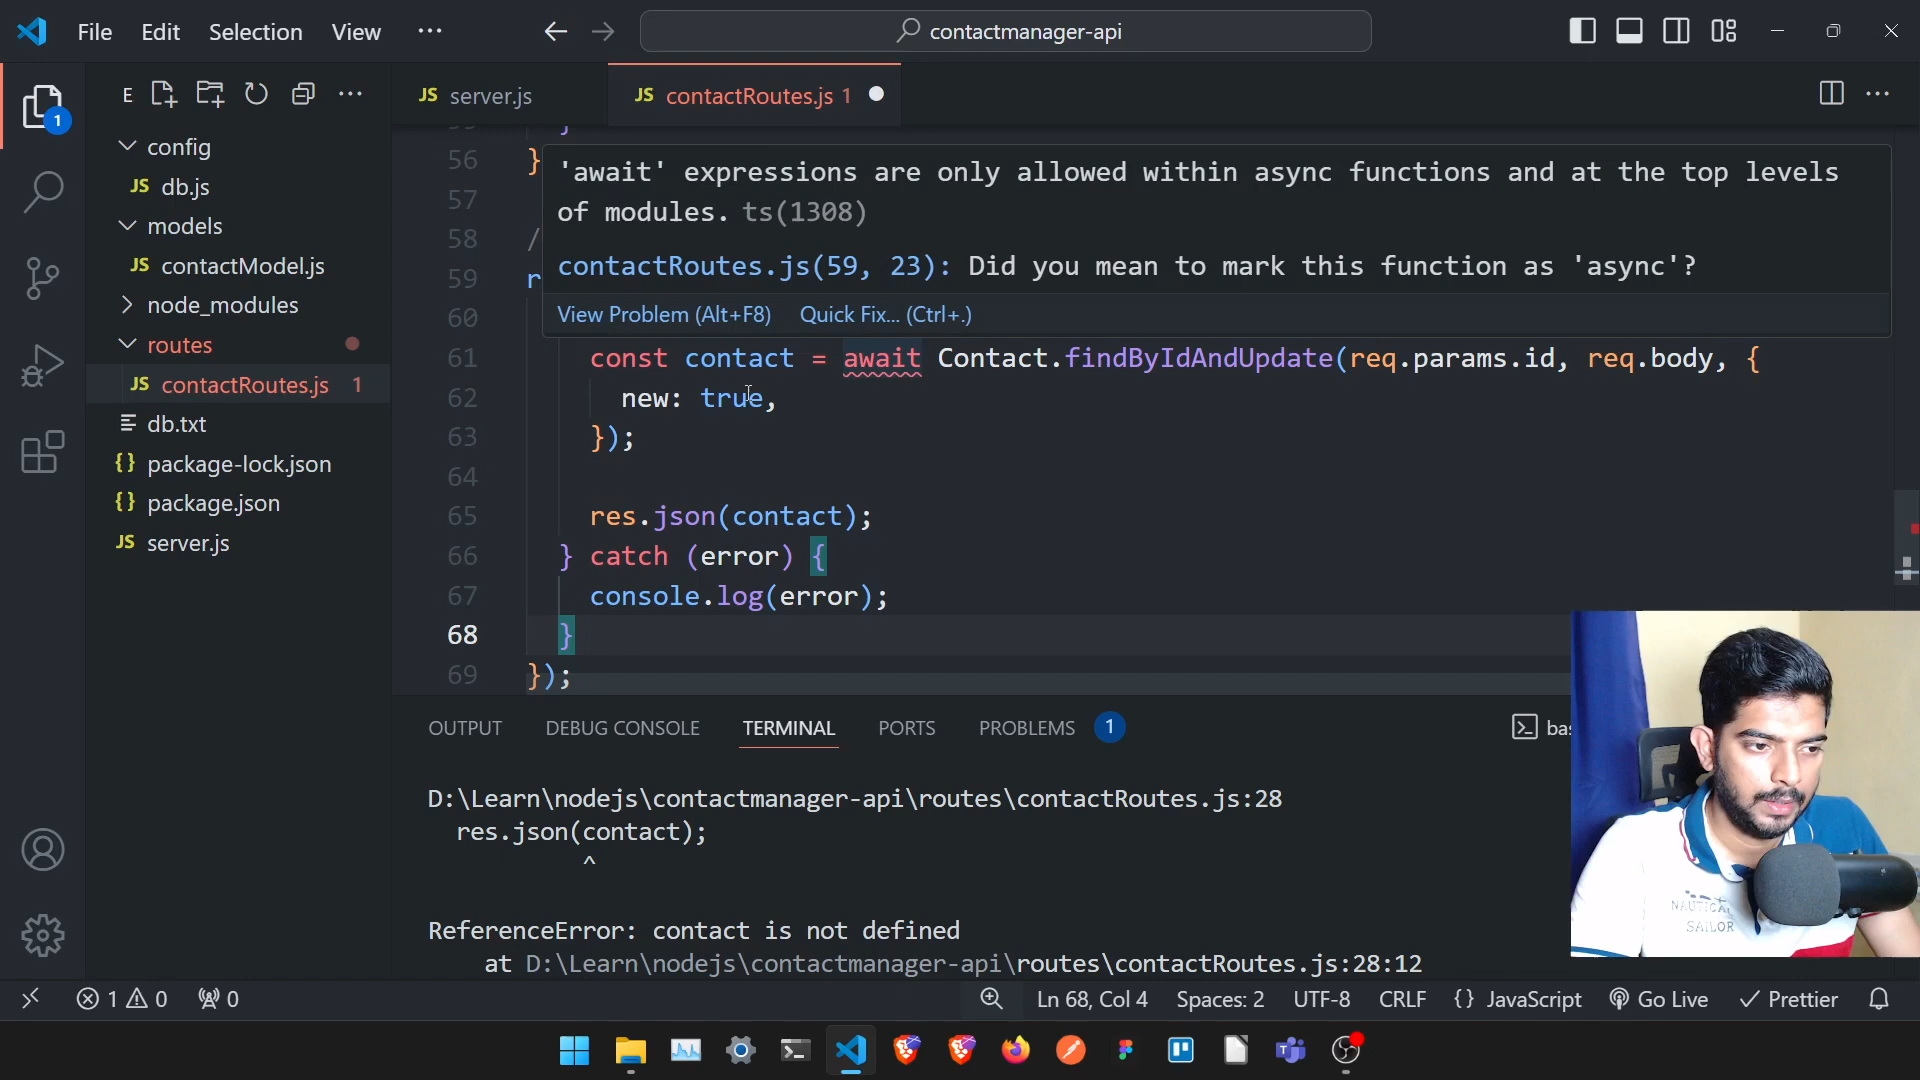 File Edit Selection View ···
contactmanager-api
E
JS server.js
JS contactRoutes.js 1
config
JS db.js
models
JS contactModel.js
node_modules
routes
JS contactRoutes.js 1
db.txt
{} package-lock.json
{} package.json
JS server.js
1
56 }
57
58 /
59 r
60
'await' expressions are only allowed within async functions and at the top levels
of modules. ts(1308)
contactRoutes.js(59, 23): Did you mean to mark this function as 'async'?
View Problem (Alt+F8) Quick Fix... (Ctrl+.)
61 const contact = await Contact.findByIdAndUpdate(req.params.id, req.body, {
62 new: true,
63 });
64
65 res.json(contact);
66 } catch (error) {
67 console.log(error);
68 }
69 });
OUTPUT DEBUG CONSOLE TERMINAL PORTS PROBLEMS 1
D:\Learn\nodejs\contactmanager-api\routes\contactRoutes.js:28
res.json(contact);
^
ReferenceError: contact is not defined
at D:\Learn\nodejs\contactmanager-api\routes\contactRoutes.js:28:12
NAUTICAL
SAILOR
1 0 0 Ln 68, Col 4 Spaces: 2 UTF-8 CRLF {} JavaScript Go Live Prettier